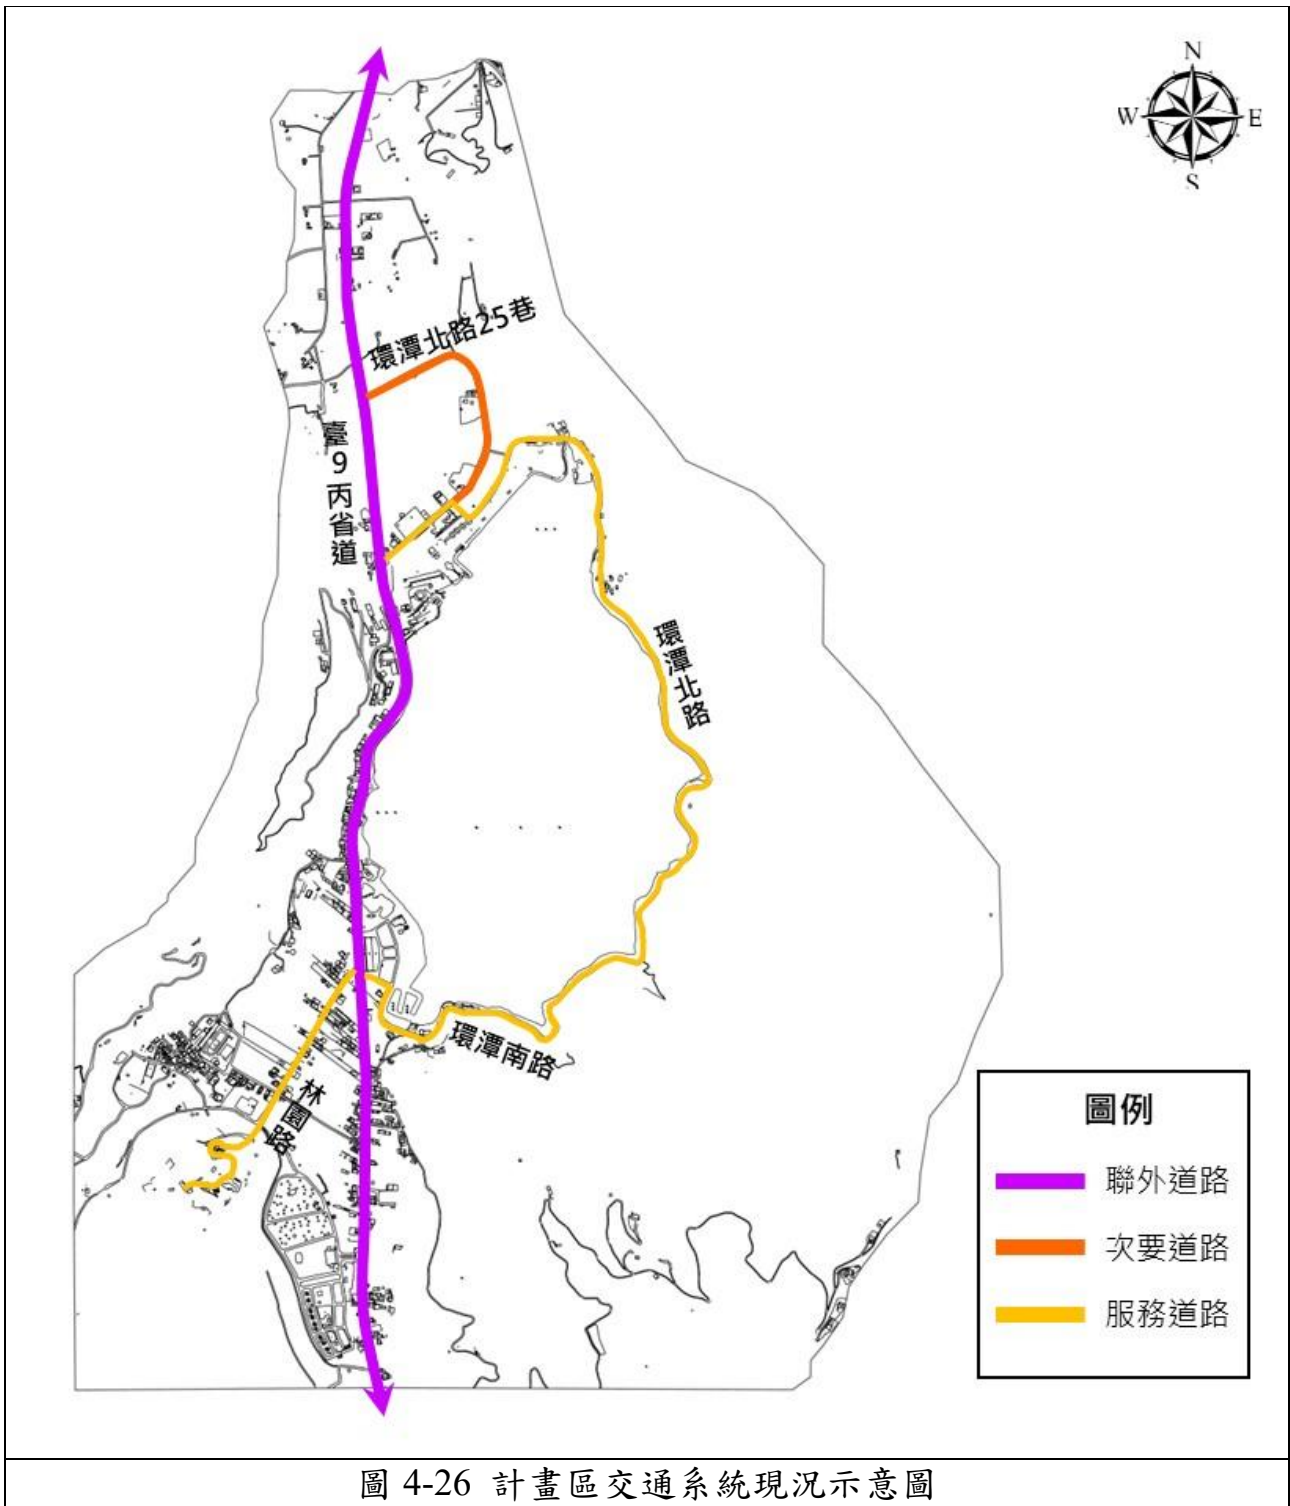 N
W
E
S
環潭北路25巷
臺9丙省道
環潭北路
環潭南路
林園路
圖例
聯外道路
次要道路
服務道路
圖 4-26 計畫區交通系統現況示意圖